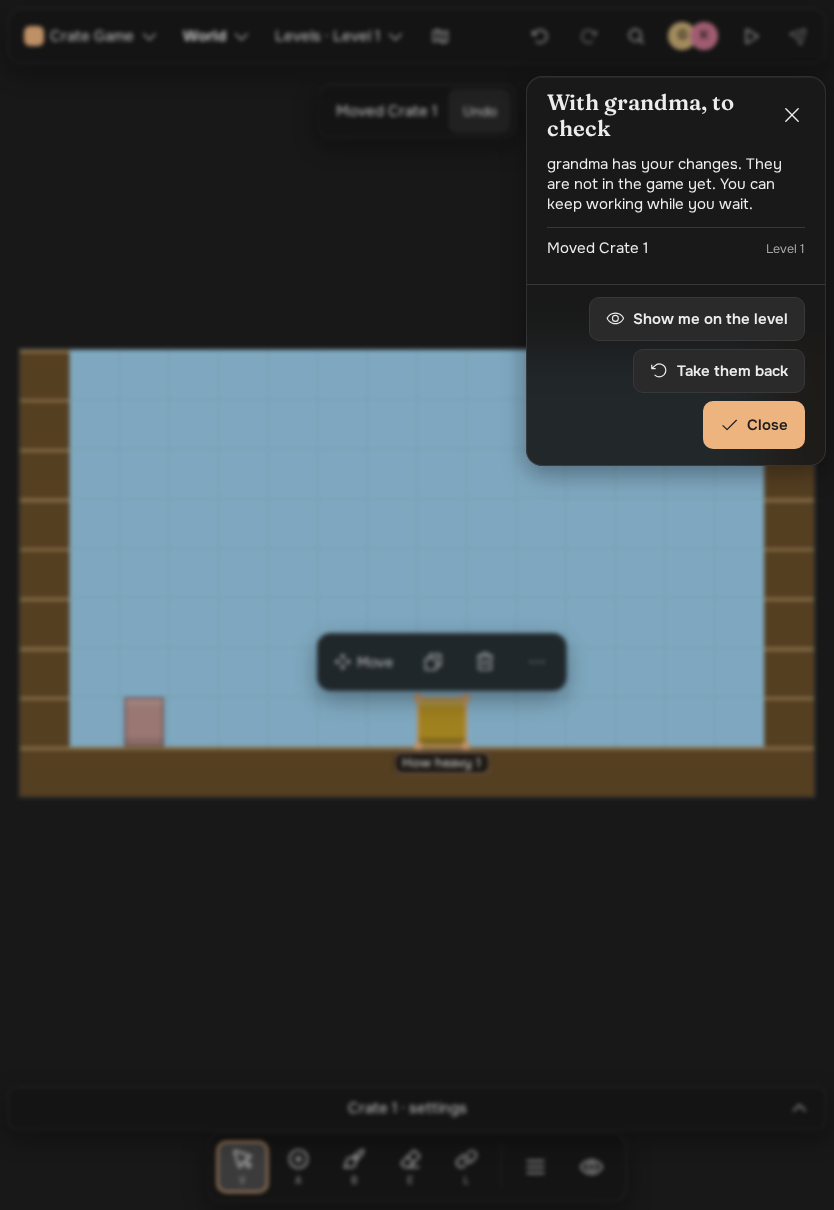 Crate Game
World
Levels · Level 1
Moved Crate 1
Undo
With grandma, to
check
grandma has your changes. They
are not in the game yet. You can
keep working while you wait.
Moved Crate 1
Level 1
Show me on the level
Take them back
Close
Move
How heavy 1
Crate 1 · settings
V
A
B
E
L